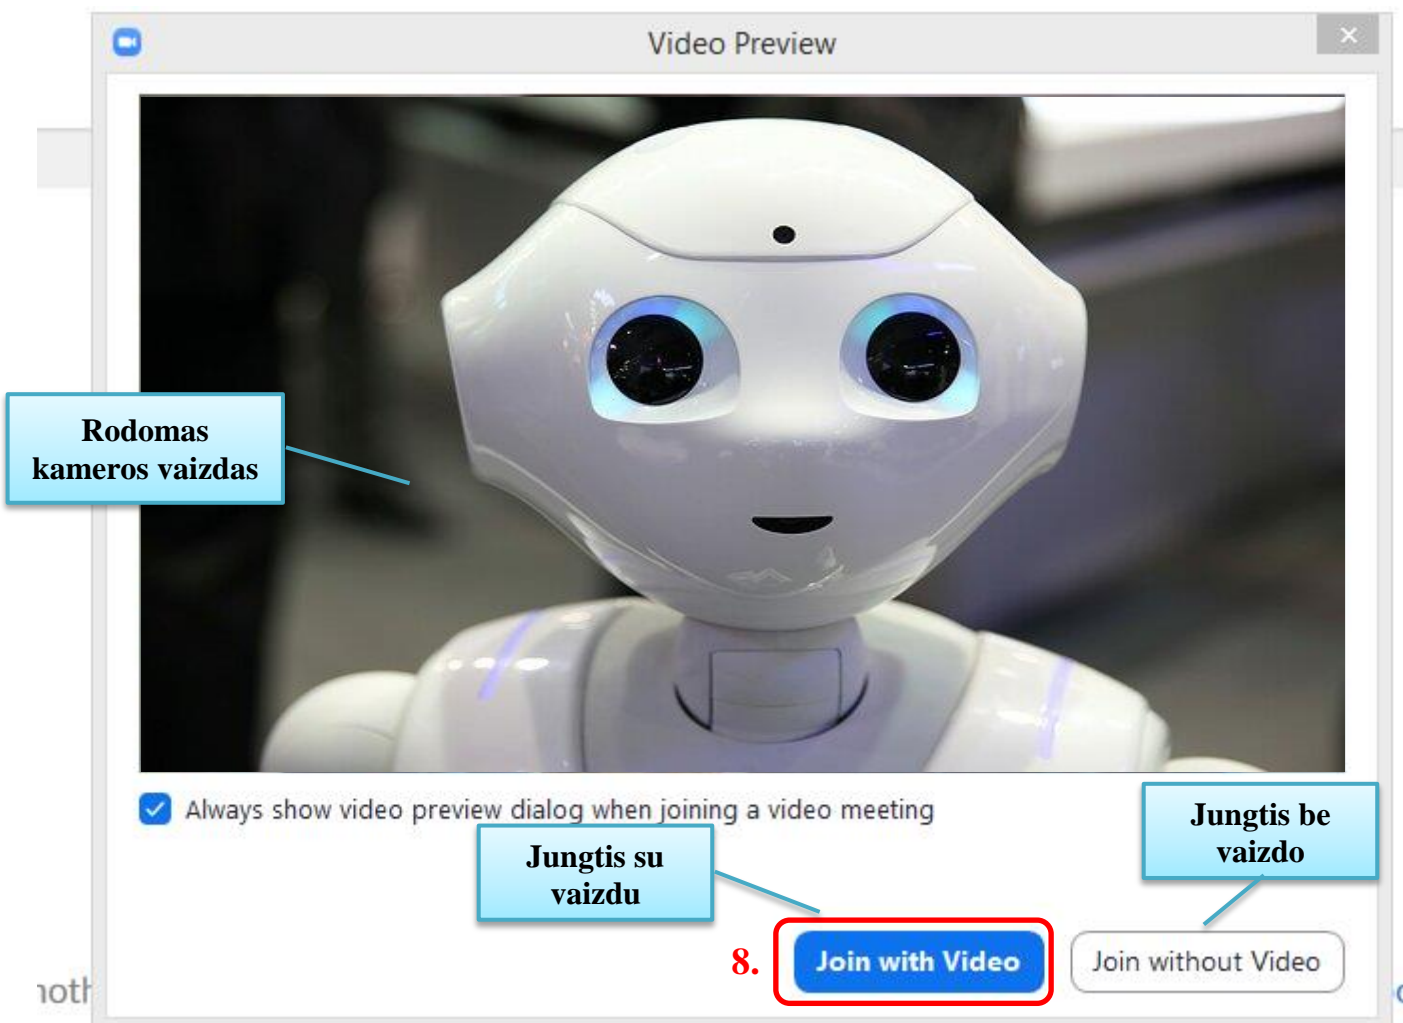 Video Preview
Rodomas
kameros vaizdas
Always show video preview dialog when joining a video meeting
Jungtis su
vaizdu
Jungtis be
vaizdo
8.
Join with Video
Join without Video